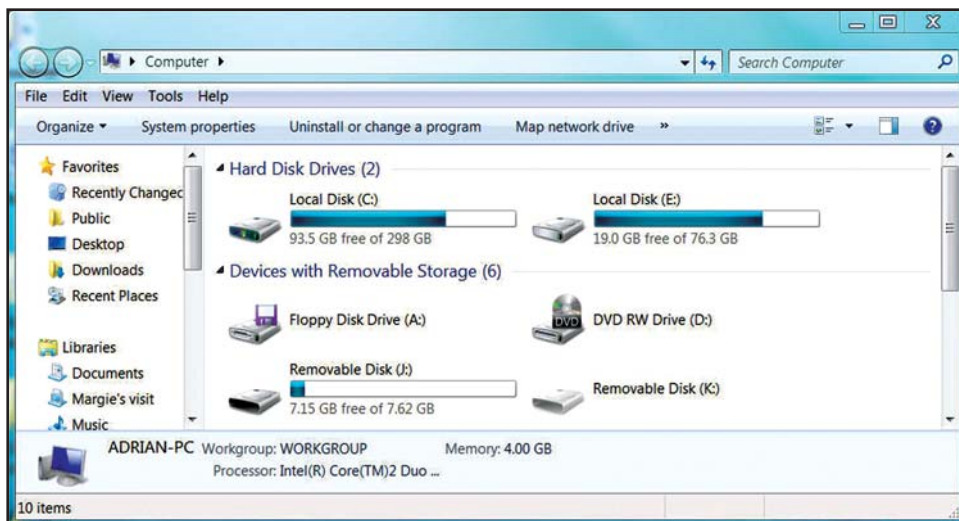 Computer
Search Computer
File Edit View Tools Help
Organize System properties Uninstall or change a program Map network drive »
Favorites
Recently Changed
Public
Desktop
Downloads
Recent Places
Libraries
Documents
Margie's visit
Music
Hard Disk Drives (2)
Local Disk (C:)
93.5 GB free of 298 GB
Local Disk (E:)
19.0 GB free of 76.3 GB
Devices with Removable Storage (6)
Floppy Disk Drive (A:)
DVD RW Drive (D:)
DVD
Removable Disk (J:)
7.15 GB free of 7.62 GB
Removable Disk (K:)
ADRIAN-PC Workgroup: WORKGROUP Memory: 4.00 GB
Processor: Intel(R) Core(TM)2 Duo ...
10 items